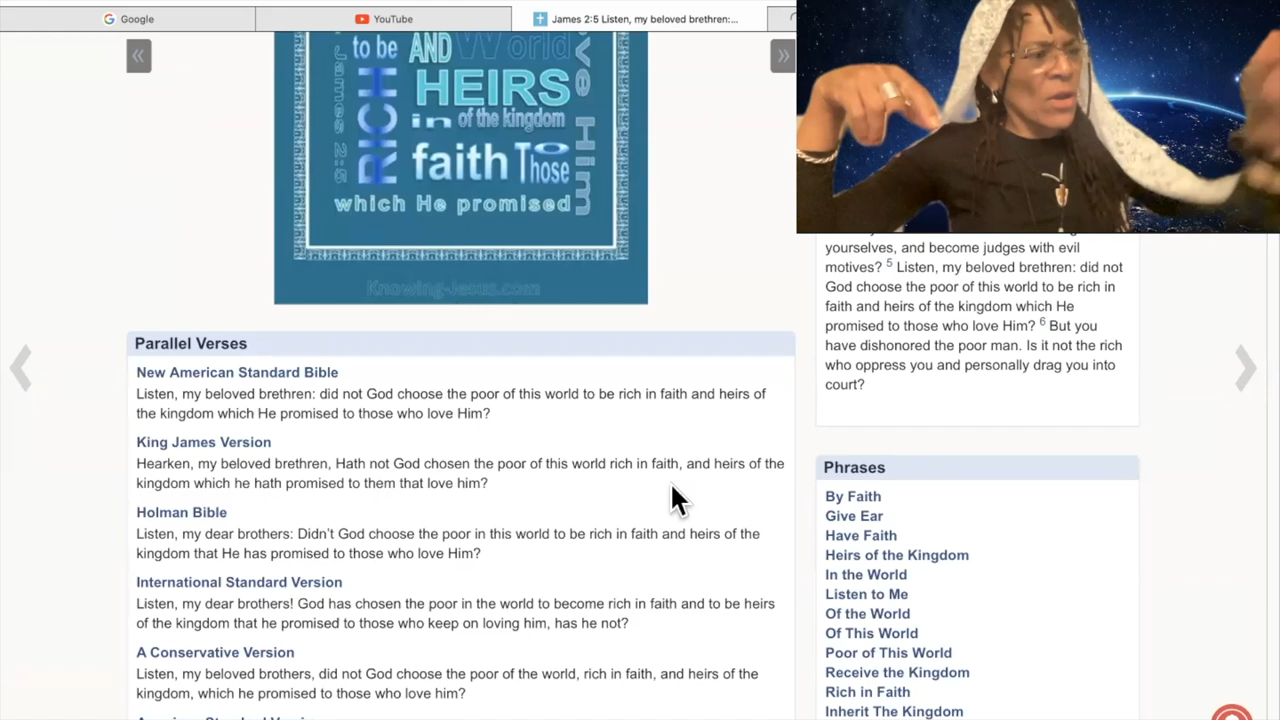 Google
YouTube
James 2:5 Listen, my beloved brethren:...
«
»
to be AND World
HEIRS
RICH
James 2:5
in of the kingdom
faith Those
Him
which He promised
Knowing-Jesus.com
Parallel Verses
New American Standard Bible
Listen, my beloved brethren: did not God choose the poor of this world to be rich in faith and heirs of
the kingdom which He promised to those who love Him?
King James Version
Hearken, my beloved brethren, Hath not God chosen the poor of this world rich in faith, and heirs of the
kingdom which he hath promised to them that love him?
Holman Bible
Listen, my dear brothers: Didn’t God choose the poor in this world to be rich in faith and heirs of the
kingdom that He has promised to those who love Him?
International Standard Version
Listen, my dear brothers! God has chosen the poor in the world to become rich in faith and to be heirs
of the kingdom that he promised to those who keep on loving him, has he not?
A Conservative Version
Listen, my beloved brothers, did not God choose the poor of the world, rich in faith, and heirs of the
kingdom, which he promised to those who love him?
yourselves, and become judges with evil
motives? 5 Listen, my beloved brethren: did not
God choose the poor of this world to be rich in
faith and heirs of the kingdom which He
promised to those who love Him? 6 But you
have dishonored the poor man. Is it not the rich
who oppress you and personally drag you into
court?
Phrases
By Faith
Give Ear
Have Faith
Heirs of the Kingdom
In the World
Listen to Me
Of the World
Of This World
Poor of This World
Receive the Kingdom
Rich in Faith
Inherit The Kingdom